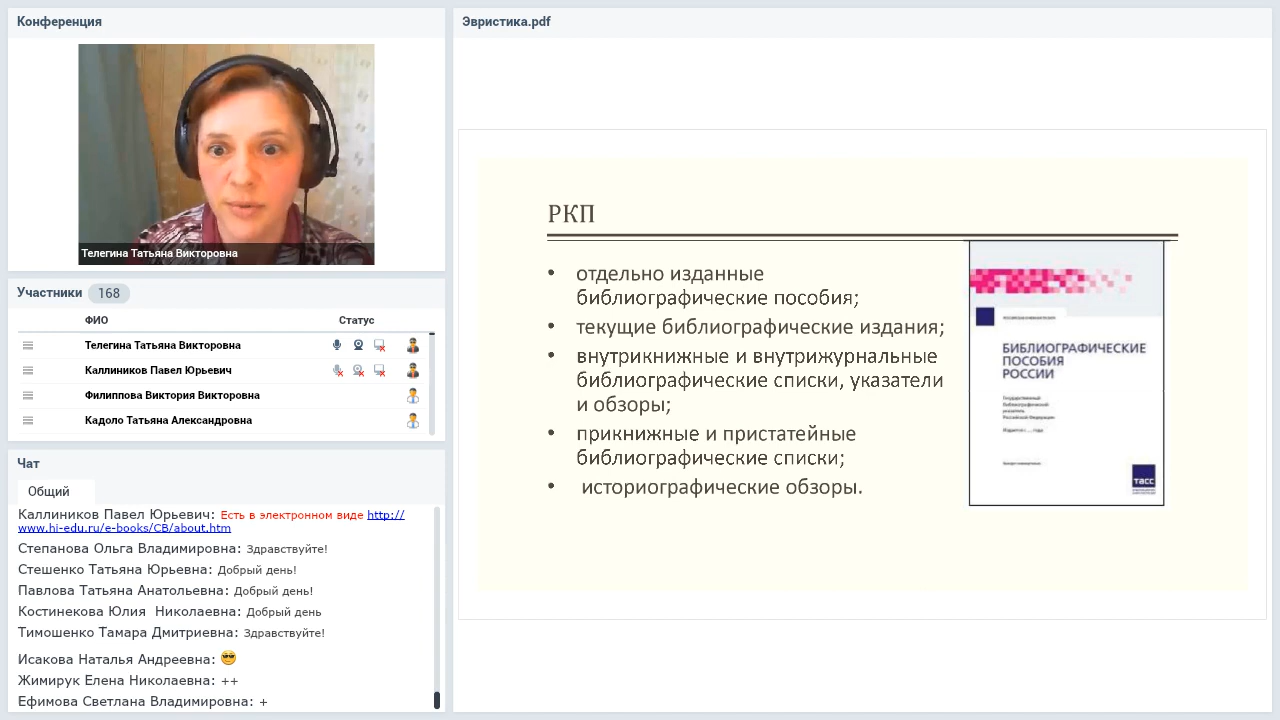 Конференция
Телегина Татьяна Викторовна
Участники 168
ФИО Статус
Телегина Татьяна Викторовна
Каллиников Павел Юрьевич
Филиппова Виктория Викторовна
Кадоло Татьяна Александровна
Чат
Общий
Каллиников Павел Юрьевич: Есть в электронном виде http://
www.hi-edu.ru/e-books/CB/about.htm
Степанова Ольга Владимировна: Здравствуйте!
Стешенко Татьяна Юрьевна: Добрый день!
Павлова Татьяна Анатольевна: Добрый день!
Костинекова Юлия Николаевна: Добрый день
Тимошенко Тамара Дмитриевна: Здравствуйте!
Исакова Наталья Андреевна:
Жимирук Елена Николаевна: ++
Ефимова Светлана Владимировна: +
Эвристика.pdf
РКП
• отдельно изданные
библиографические пособия;
• текущие библиографические издания;
• внутрикнижные и внутрижурнальные
библиографические списки, указатели
и обзоры;
• прикнижные и пристатейные
библиографические списки;
• историографические обзоры.
БИБЛИОГРАФИЧЕСКИЕ
ПОСОБИЯ
РОССИИ
Государственный
библиографический
указатель
Российской Федерации
ТАСС